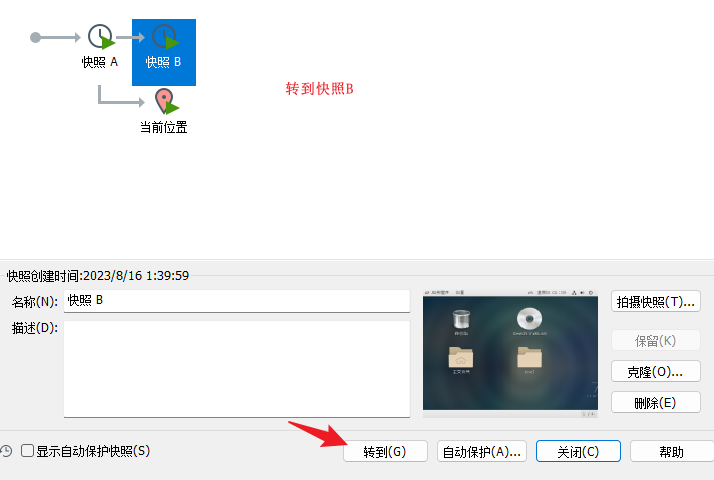 快照 A
快照 B
转到快照B
当前位置
快照创建时间:2023/8/16 1:39:59
名称(N):
快照 B
拍摄快照(T)...
描述(D):
保留(K)
克隆(O)...
删除(E)
显示自动保护快照(S)
转到(G)
自动保护(A)...
关闭(C)
帮助